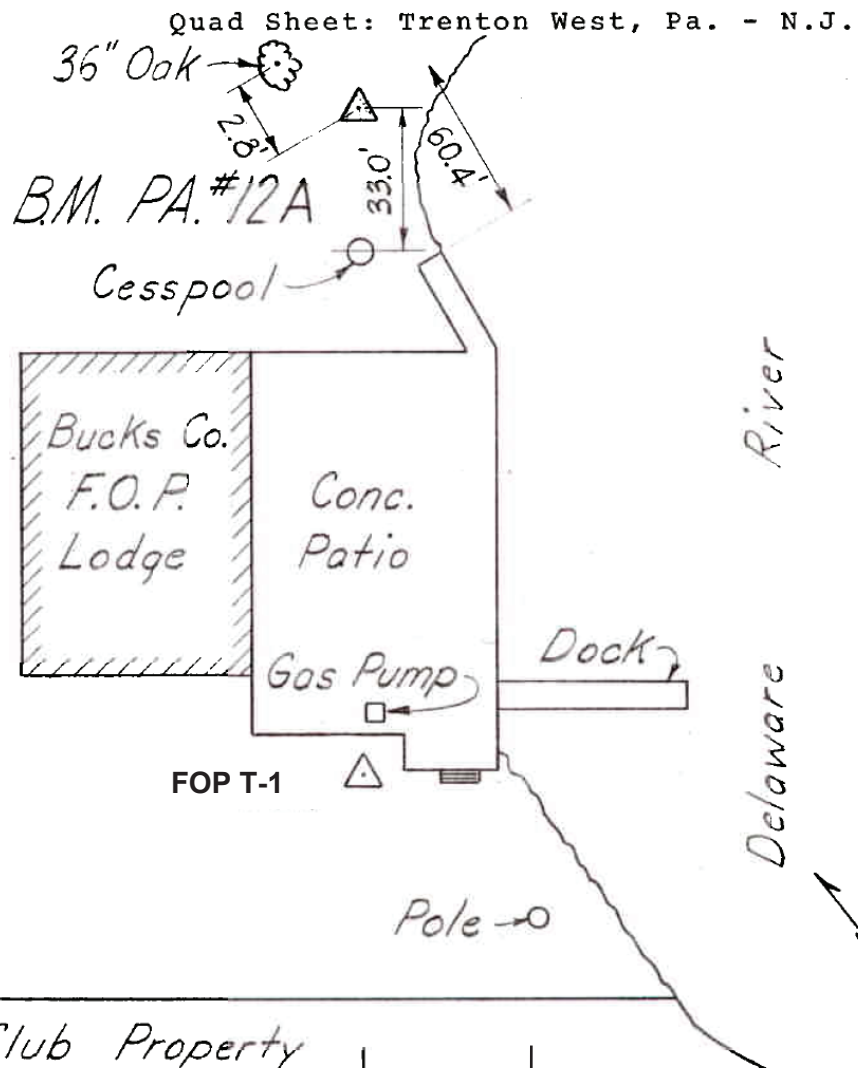 Quad Sheet: Trenton West, Pa. - N.J.
36" Oak
2.8'
60.4'
33.0'
B.M. PA. #12A
Cesspool
River
Bucks Co.
F.O.P.
Lodge
Conc.
Patio
Dock
Gas Pump
Delaware
FOP T-1
Pole
Club Property